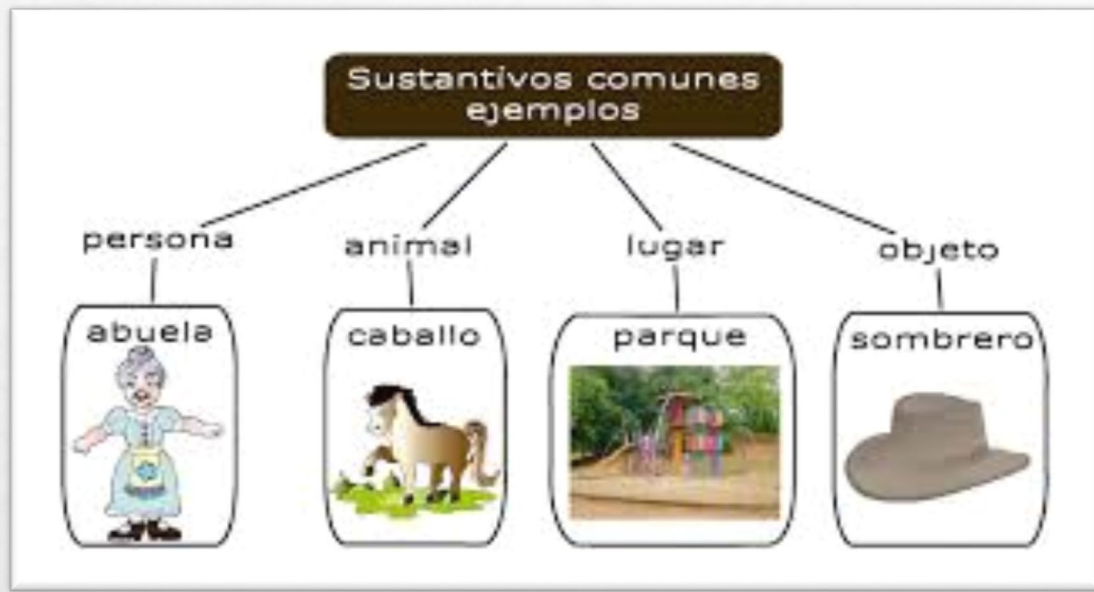 Sustantivos comunes
ejemplos
persona
animal
lugar
objeto
abuela
caballo
parque
sombrero